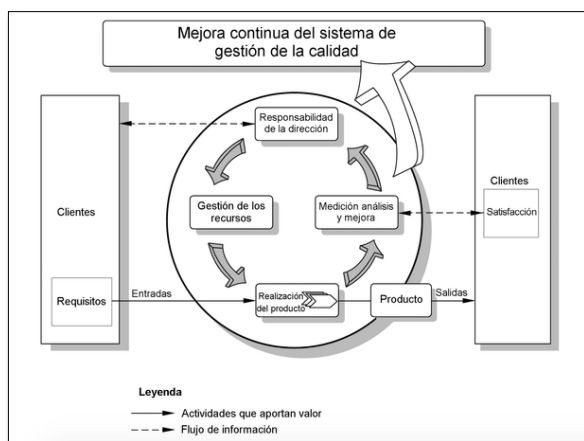 Mejora continua del sistema de
gestión de la calidad
Responsabilidad
de la dirección
Clientes
Gestión de los
recursos
Medición análisis
y mejora
Clientes
Satisfacción
Requisitos
Entradas
Realización
del producto
Producto
Salidas
Leyenda
Actividades que aportan valor
Flujo de información